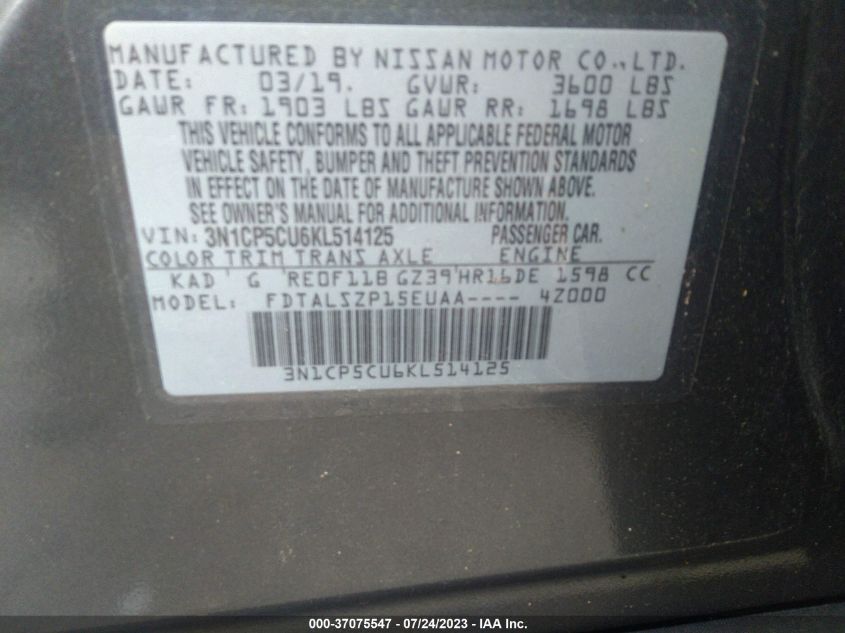 MANUFACTURED BY NISSAN MOTOR CO., LTD.
DATE: 03/19. GVWR: 3600 LBS
GAWR FR: 1903 LBS GAWR RR: 1698 LBS
THIS VEHICLE CONFORMS TO ALL APPLICABLE FEDERAL MOTOR
VEHICLE SAFETY, BUMPER AND THEFT PREVENTION STANDARDS
IN EFFECT ON THE DATE OF MANUFACTURE SHOWN ABOVE.
SEE OWNER'S MANUAL FOR ADDITIONAL INFORMATION.
VIN: 3N1CP5CU6KL514125 PASSENGER CAR.
COLOR TRIM TRANS AXLE ENGINE
KAD ' G 'RE0F11B GZ39'HR16DE 1598 CC
MODEL: FDTALSZP15EUAA---- 4Z000
3N1CP5CU6KL514125
000-37075547 - 07/24/2023 - IAA Inc.